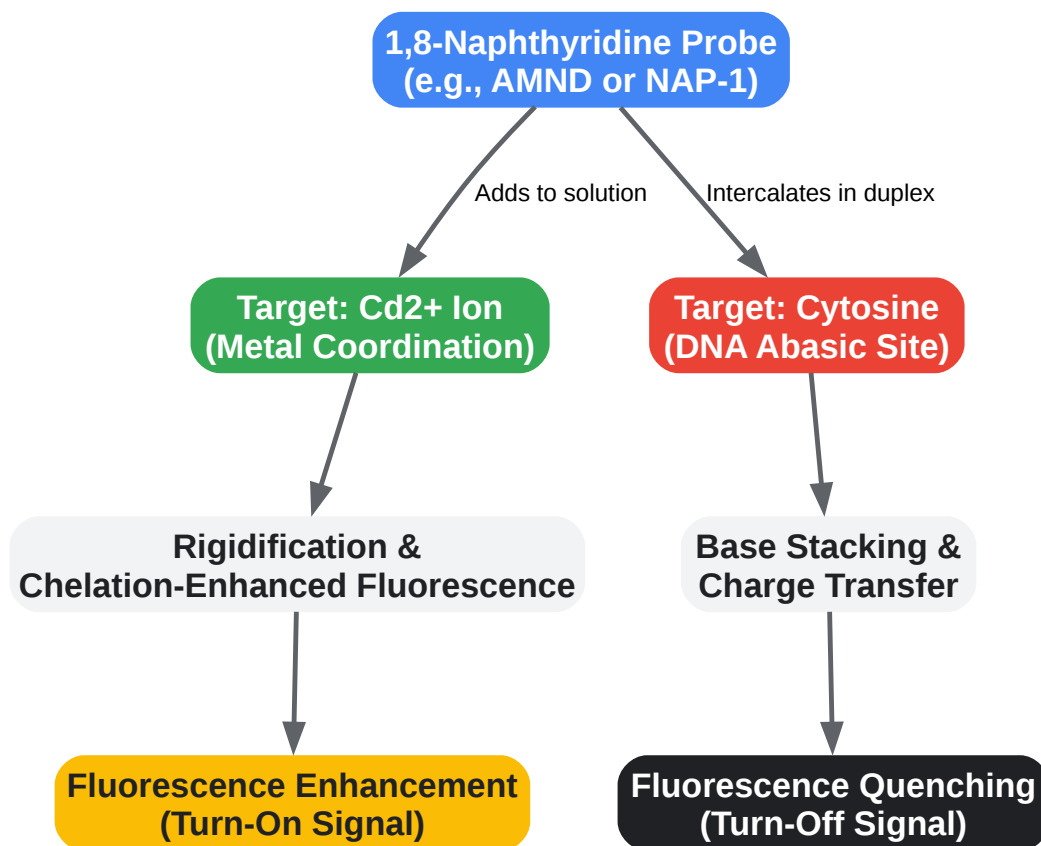 1,8-Naphthyridine Probe
(e.g., AMND or NAP-1)
Adds to solution
Intercalates in duplex
Target: Cd2+ Ion
(Metal Coordination)
Target: Cytosine
(DNA Abasic Site)
Rigidification &
Chelation-Enhanced Fluorescence
Base Stacking &
Charge Transfer
Fluorescence Enhancement
(Turn-On Signal)
Fluorescence Quenching
(Turn-Off Signal)